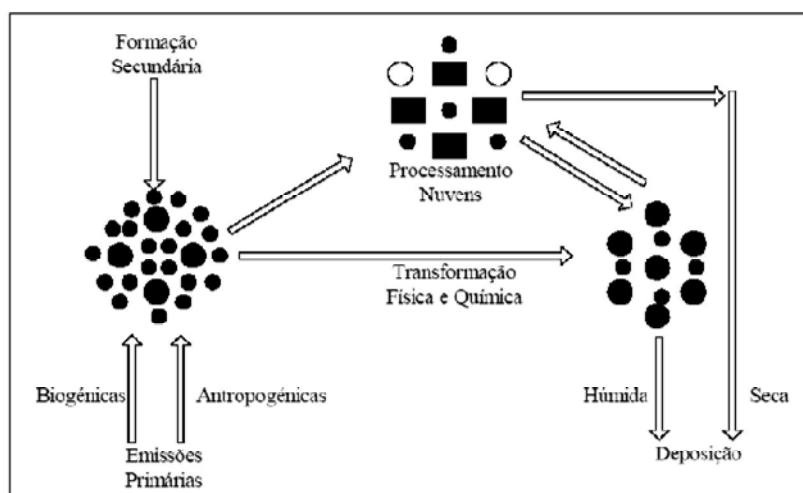 Formação
Secundária
Processamento
Nuvens
Transformação
Física e Química
Biogénicas
Antropogénicas
Húmida
Seca
Emissões
Primárias
Deposição